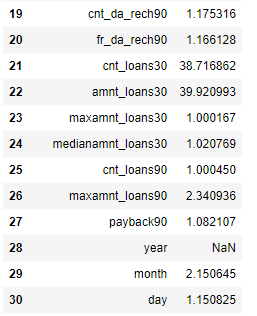 19 cnt_da_rech90 1.175316
20 fr_da_rech90 1.166128
21 cnt_loans30 38.716862
22 amnt_loans30 39.920993
23 maxamnt_loans30 1.000167
24 medianamnt_loans30 1.020769
25 cnt_loans90 1.000450
26 maxamnt_loans90 2.340936
27 payback90 1.082107
28 year NaN
29 month 2.150645
30 day 1.150825